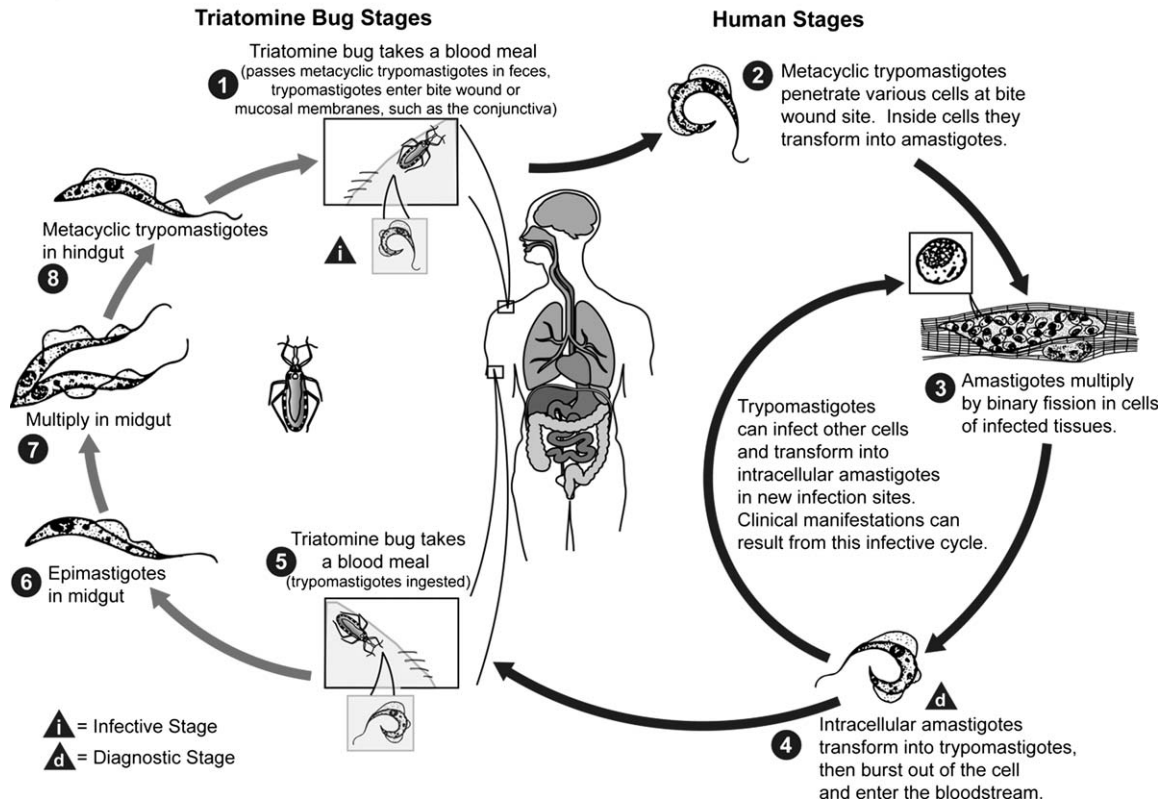 Triatomine Bug Stages
Human Stages
1
Triatomine bug takes a blood meal
(passes metacyclic trypomastigotes in feces,
trypomastigotes enter bite wound or
mucosal membranes, such as the conjunctiva)
i
2
Metacyclic trypomastigotes
penetrate various cells at bite
wound site. Inside cells they
transform into amastigotes.
3
Amastigotes multiply
by binary fission in cells
of infected tissues.
Trypomastigotes
can infect other cells
and transform into
intracellular amastigotes
in new infection sites.
Clinical manifestations can
result from this infective cycle.
d
4
Intracellular amastigotes
transform into trypomastigotes,
then burst out of the cell
and enter the bloodstream.
5
Triatomine bug takes
a blood meal
(trypomastigotes ingested)
6
Epimastigotes
in midgut
Multiply in midgut
7
Metacyclic trypomastigotes
in hindgut
8
i = Infective Stage
d = Diagnostic Stage